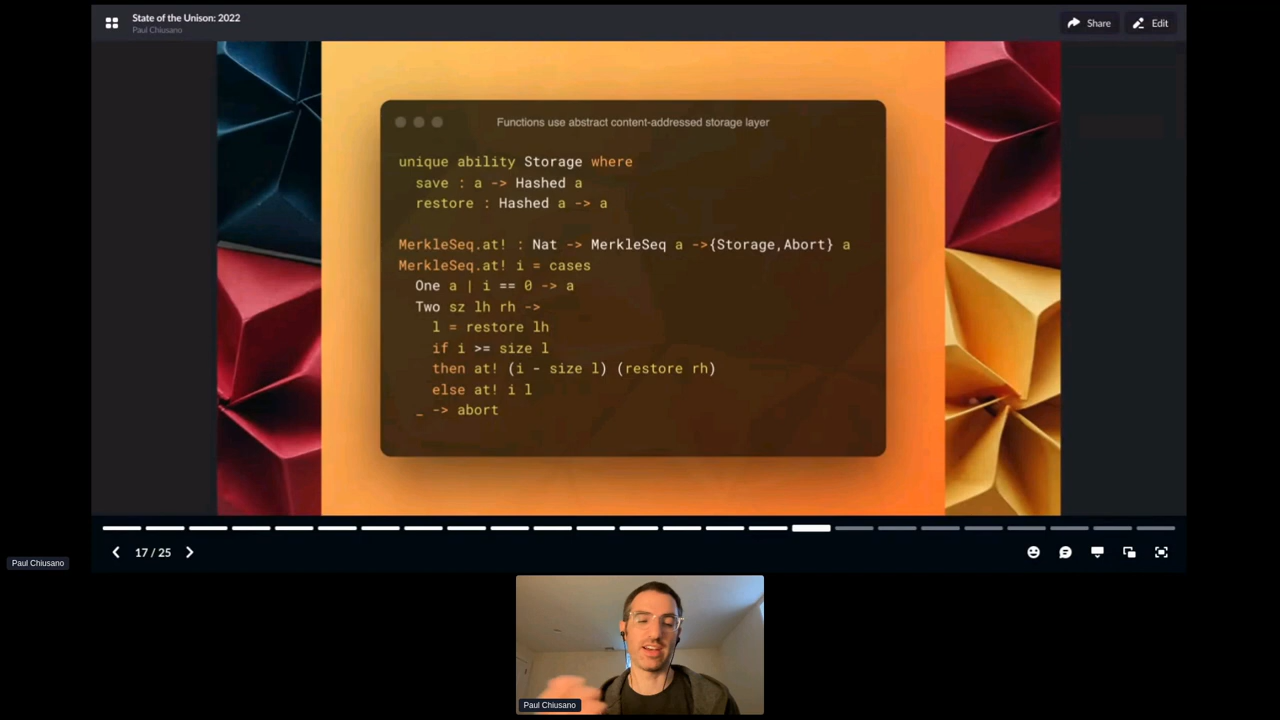 State of the Unison: 2022
Paul Chiusano
Share
Edit
Functions use abstract content-addressed storage layer
unique ability Storage where
  save : a -> Hashed a
  restore : Hashed a -> a
MerkleSeq.at! : Nat -> MerkleSeq a ->{Storage,Abort} a
MerkleSeq.at! i = cases
  One a | i == 0 -> a
  Two sz lh rh ->
    l = restore lh
    if i >= size l
    then at! (i - size l) (restore rh)
    else at! i l
  _ -> abort
17 / 25
Paul Chiusano
Paul Chiusano